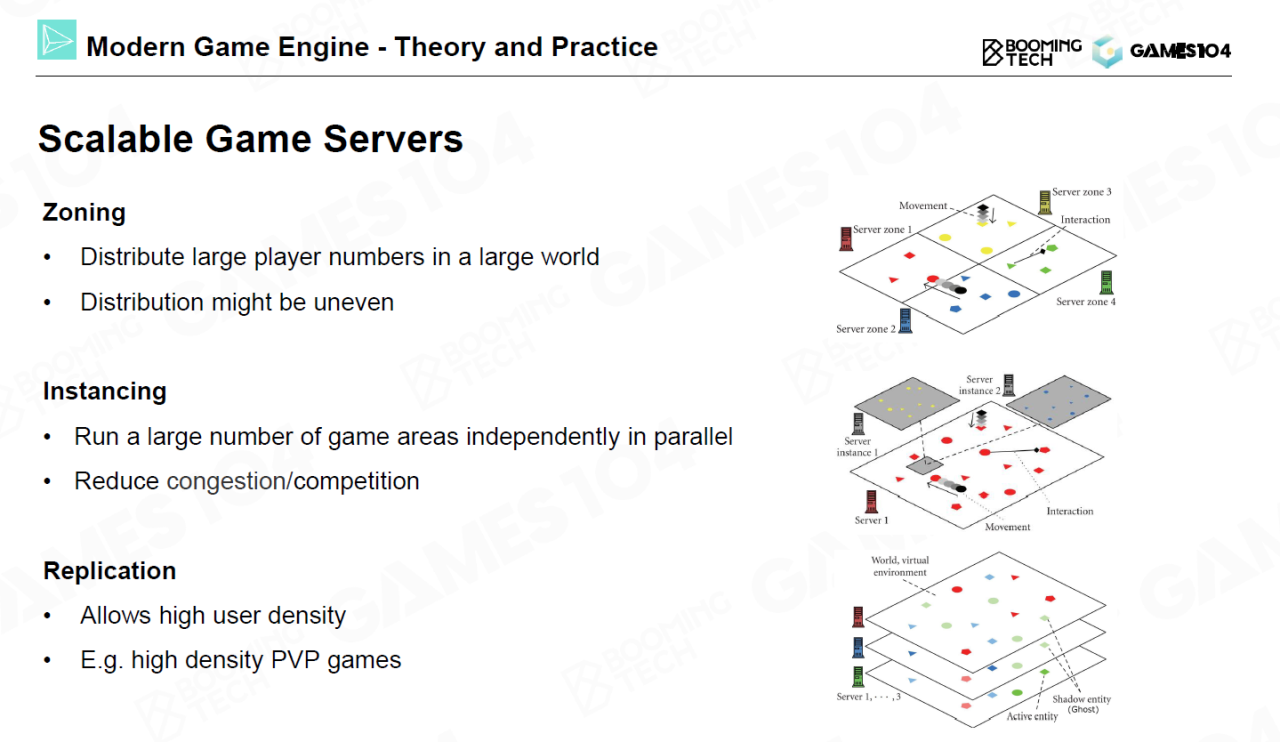 Modern Game Engine - Theory and Practice
BOOMING
TECH
GAMES104
Scalable Game Servers
Zoning
• Distribute large player numbers in a large world
• Distribution might be uneven
Movement
Server zone 3
Server zone 1
Interaction
Server zone 4
Server zone 2
Instancing
• Run a large number of game areas independently in parallel
• Reduce congestion/competition
Server
instance 2
Server
instance 1
Server 1
Interaction
Movement
Replication
• Allows high user density
• E.g. high density PVP games
World, virtual
environment
Server 1, · · · , 3
Shadow entity
(Ghost)
Active entity